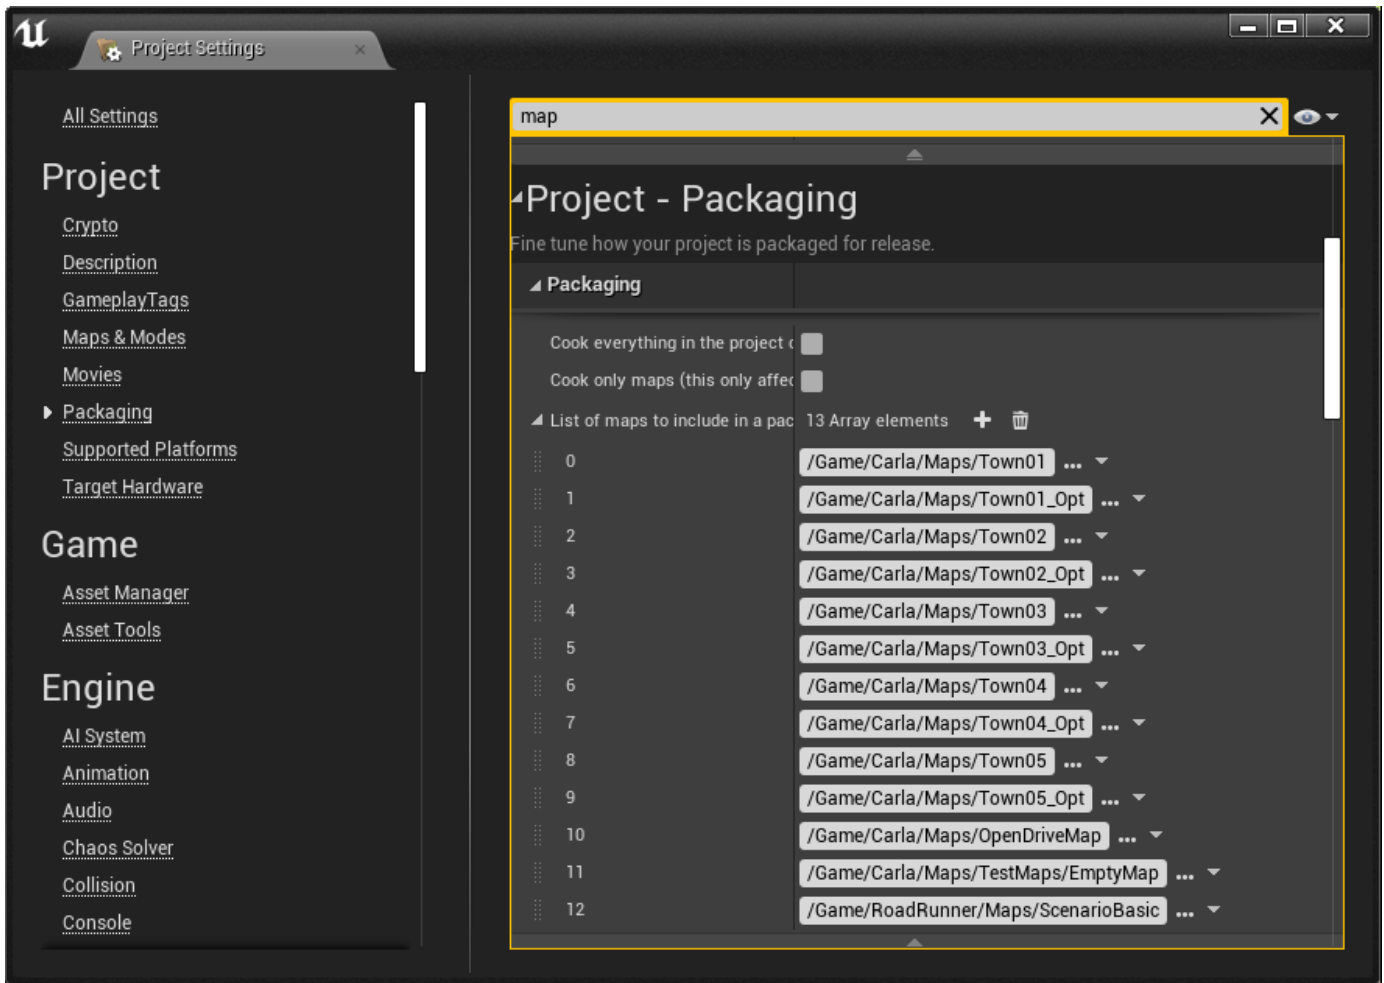 Project Settings
All Settings
Project
Crypto
Description
GameplayTags
Maps & Modes
Movies
Packaging
Supported Platforms
Target Hardware
Game
Asset Manager
Asset Tools
Engine
AI System
Animation
Audio
Chaos Solver
Collision
Console
map
Project - Packaging
Fine tune how your project is packaged for release.
Packaging
Cook everything in the project
Cook only maps (this only affec
List of maps to include in a pac 13 Array elements
0 /Game/Carla/Maps/Town01 ...
1 /Game/Carla/Maps/Town01_Opt ...
2 /Game/Carla/Maps/Town02 ...
3 /Game/Carla/Maps/Town02_Opt ...
4 /Game/Carla/Maps/Town03 ...
5 /Game/Carla/Maps/Town03_Opt ...
6 /Game/Carla/Maps/Town04 ...
7 /Game/Carla/Maps/Town04_Opt ...
8 /Game/Carla/Maps/Town05 ...
9 /Game/Carla/Maps/Town05_Opt ...
10 /Game/Carla/Maps/OpenDriveMap ...
11 /Game/Carla/Maps/TestMaps/EmptyMap ...
12 /Game/RoadRunner/Maps/ScenarioBasic ...